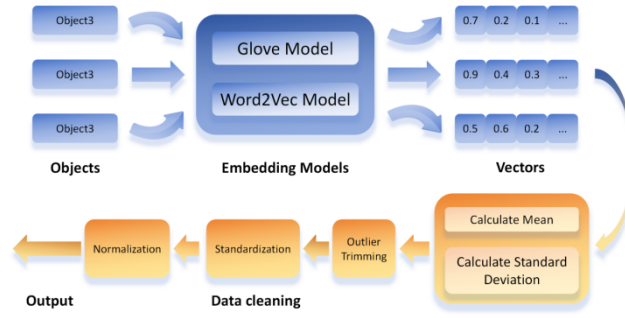 Object3
Glove Model
0.7 0.2 0.1 ...
Object3
0.9 0.4 0.3 ...
Word2Vec Model
Object3
0.5 0.6 0.2 ...
Objects
Embedding Models
Vectors
Calculate Mean
Normalization
Standardization
Outlier
Trimming
Calculate Standard
Deviation
Output
Data cleaning